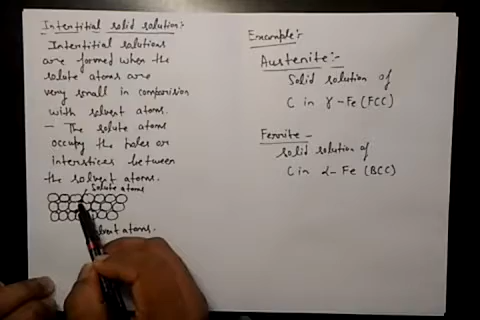 Interstitial solid solution:-
Interstitial solutions
are formed when the
solute atoms are
very small in comparision
with solvent atoms.
- The solute atoms
occupy the holes or
interstices between
the solvent atoms.
Solute atoms
atoms.
Example:-
Austenite:-
Solid solution of
C in γ-Fe (FCC)
Ferrite -
Solid solution of
C in α-Fe (BCC)